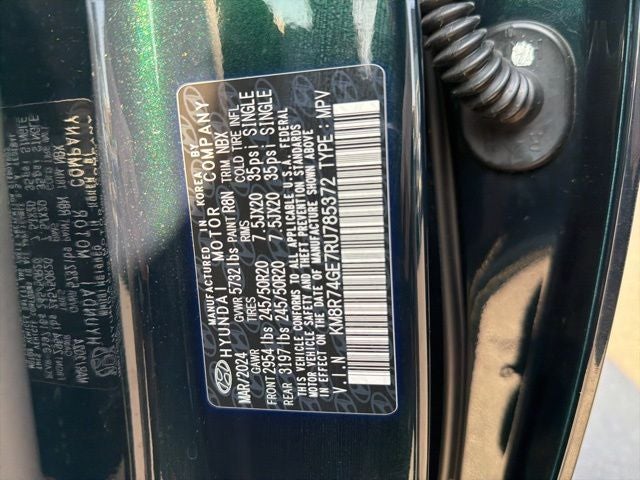 MANUFACTURED IN KOREA BY
HYUNDAI MOTOR COMPANY
MAR/2024 GVWR 5732 lbs PAINT R8N TRIM NBX
GAWR TIRES RIMS COLD TIRE INFL
FRONT 2954 lbs 245/50R20 7.5JX20 35psi SINGLE
REAR 3197 lbs 245/50R20 7.5JX20 35psi SINGLE
THIS VEHICLE CONFORMS TO ALL APPLICABLE U.S.A. FEDERAL
MOTOR VEHICLE SAFETY AND THEFT PREVENTION STANDARDS
IN EFFECT ON THE DATE OF MANUFACTURE SHOWN ABOVE.
V.I.N : KM8R74GE7RU785372 TYPE : MPV